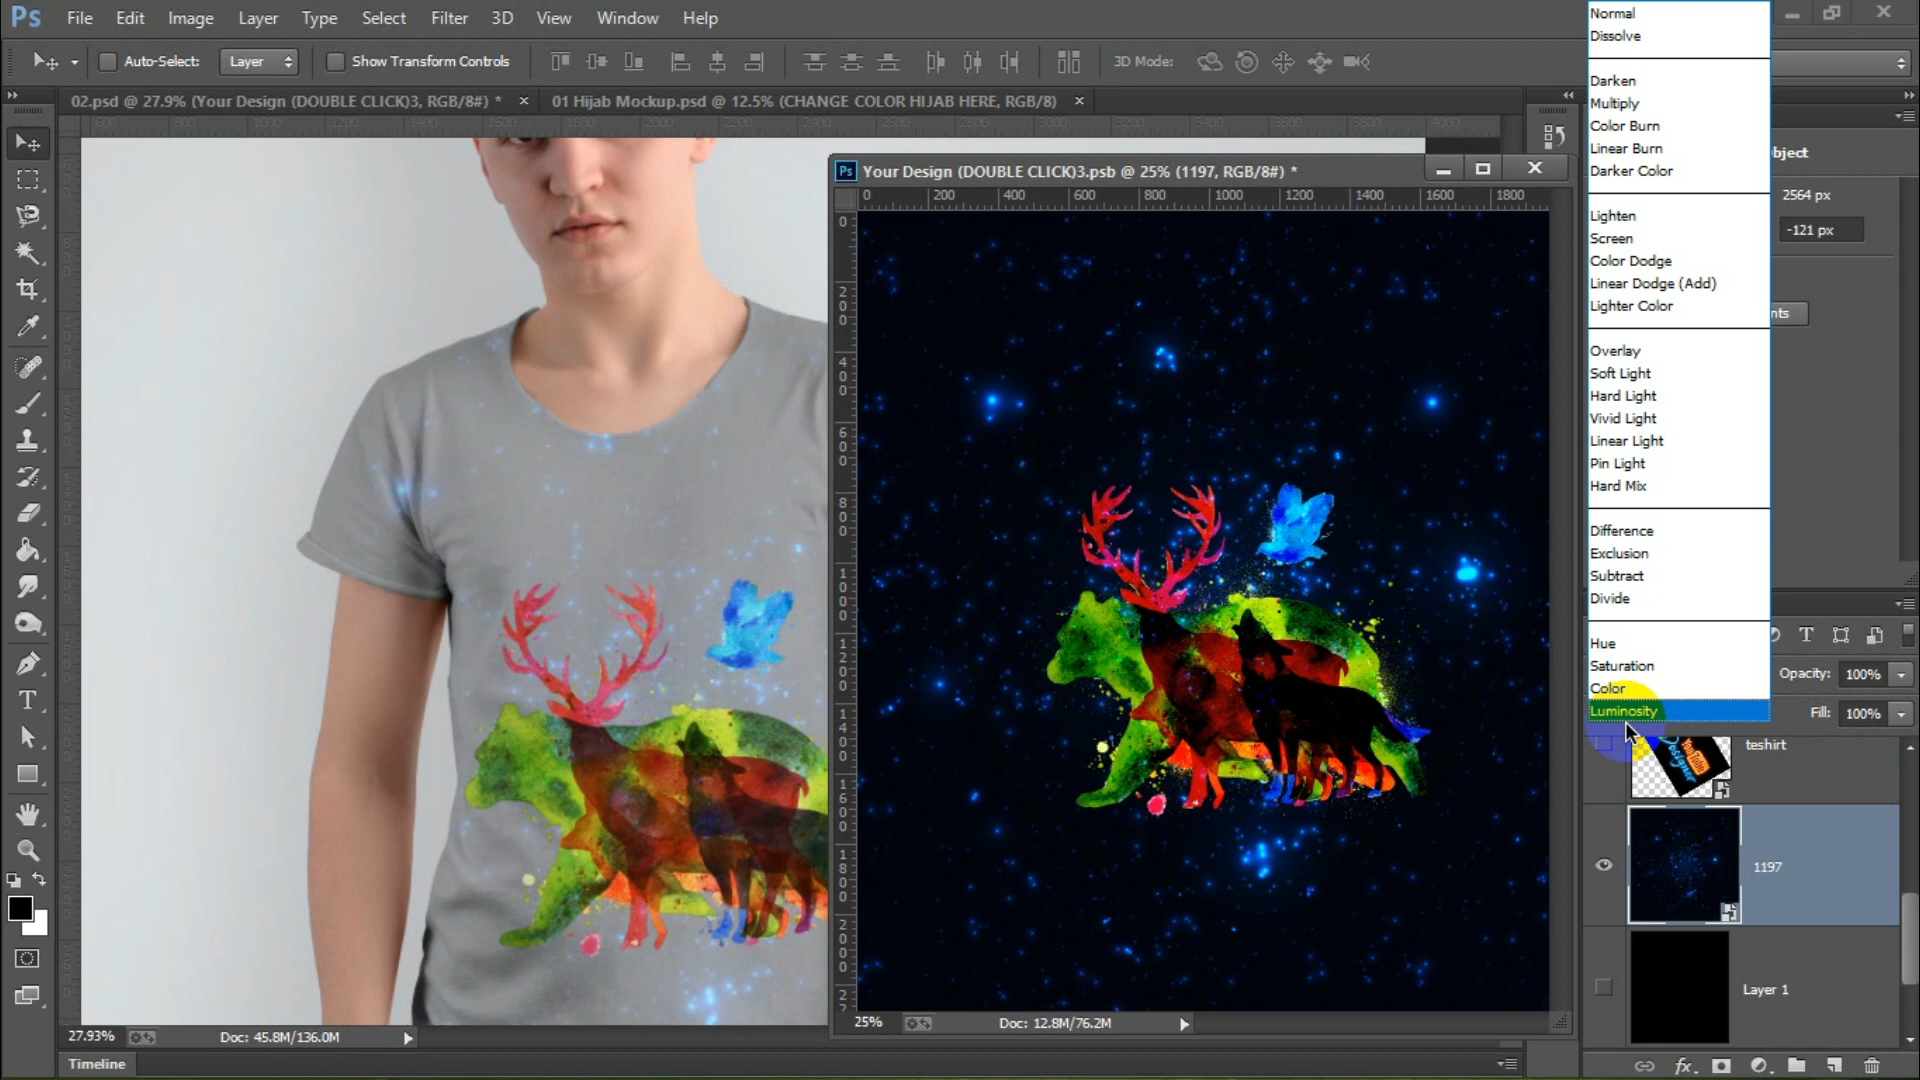 Ps File Edit Image Layer Type Select Filter 3D View Window Help
Auto-Select: Layer Show Transform Controls 3D Mode:
02.psd @ 27.9% (Your Design (DOUBLE CLICK)3, RGB/8#) * × 01 Hijab Mockup.psd @ 12.5% (CHANGE COLOR HIJAB HERE, RGB/8) ×
Ps Your Design (DOUBLE CLICK)3.psb @ 25% (1197, RGB/8#) *
0 200 400 600 800 1000 1200 1400 1600 1800
Normal
Dissolve
Darken
Multiply
Color Burn
Linear Burn
Darker Color
Lighten
Screen
Color Dodge
Linear Dodge (Add)
Lighter Color
Overlay
Soft Light
Hard Light
Vivid Light
Linear Light
Pin Light
Hard Mix
Difference
Exclusion
Subtract
Divide
Hue
Saturation
Color
Luminosity
2564 px
-121 px
Opacity: 100%
Fill: 100%
teshirt
YouTube
Designer
1197
Layer 1
27.93% Doc: 45.8M/136.0M
25% Doc: 12.8M/76.2M
Timeline